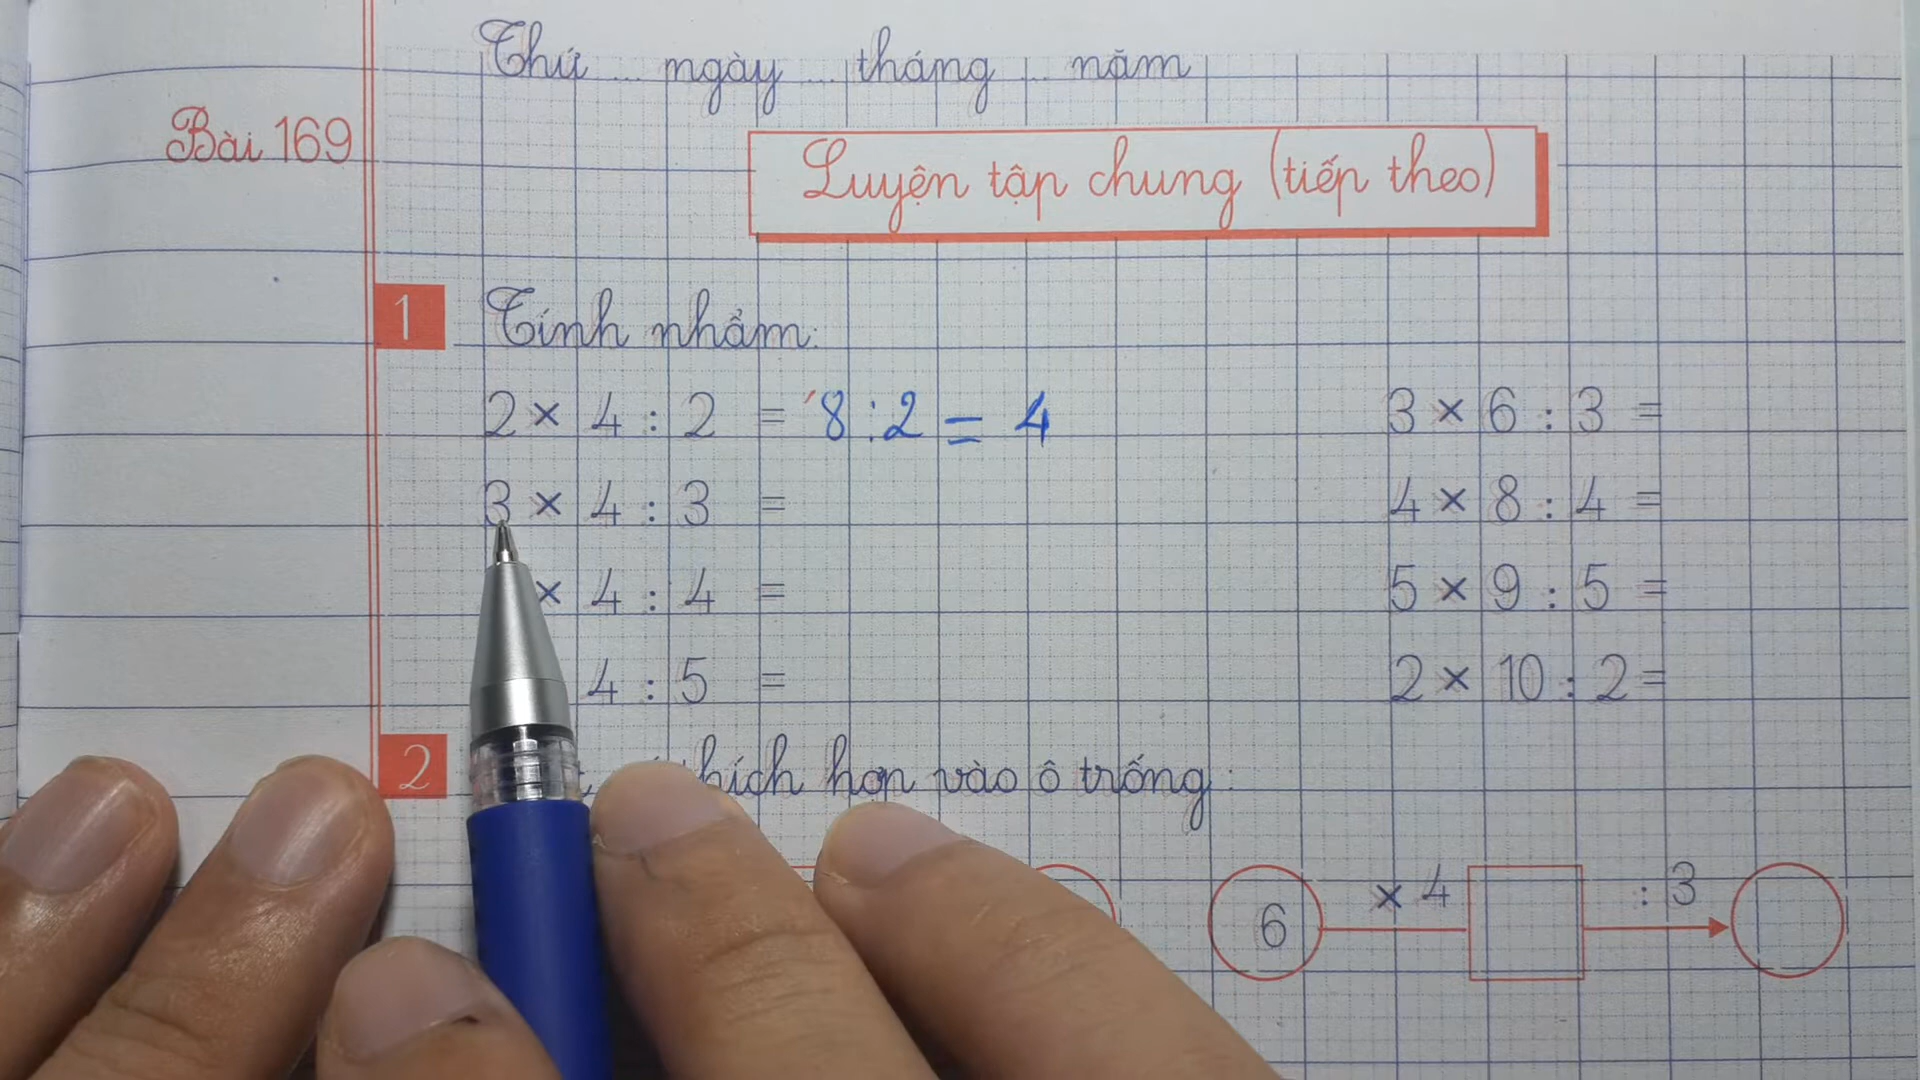 Thứ ... ngày ... tháng ... năm
Bài 169
Luyện tập chung (tiếp theo)
1 Tính nhẩm:
2 × 4 : 2 = 8 : 2 = 4
3 × 6 : 3 =
3 × 4 : 3 =
4 × 8 : 4 =
× 4 : 4 =
5 × 9 : 5 =
4 : 5 =
2 × 10 : 2 =
2 thích hợp vào ô trống:
6 × 4 : 3